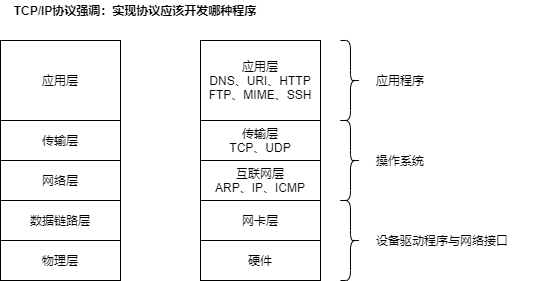 TCP/IP协议强调：实现协议应该开发哪种程序
应用层
应用层
DNS、URI、HTTP
FTP、MIME、SSH
应用程序
传输层
传输层
TCP、UDP
操作系统
网络层
互联网层
ARP、IP、ICMP
数据链路层
网卡层
设备驱动程序与网络接口
物理层
硬件